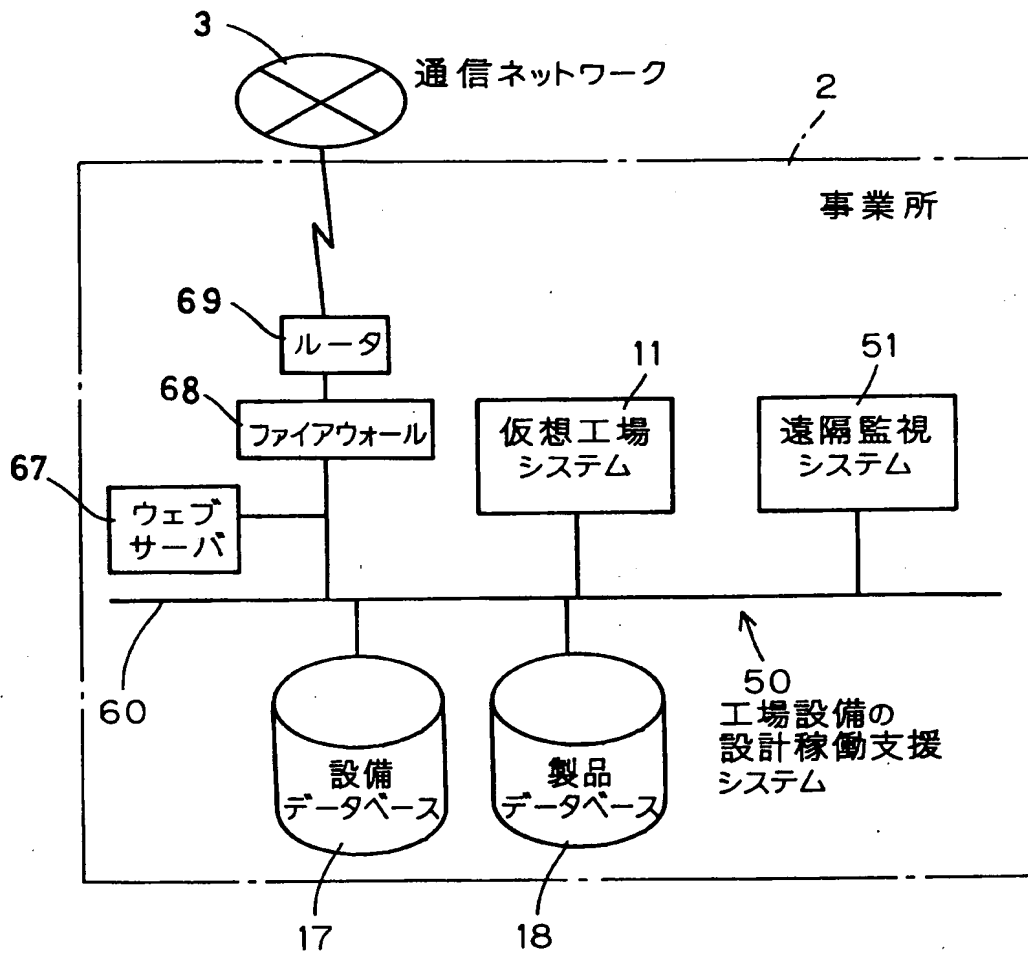 3
通信ネットワーク
2
事業所
69
ルータ
68
ファイアウォール
11
仮想工場
システム
51
遠隔監視
システム
67
ウェブ
サーバ
60
50
工場設備の
設計稼働支援
システム
設備
データベース
製品
データベース
17
18